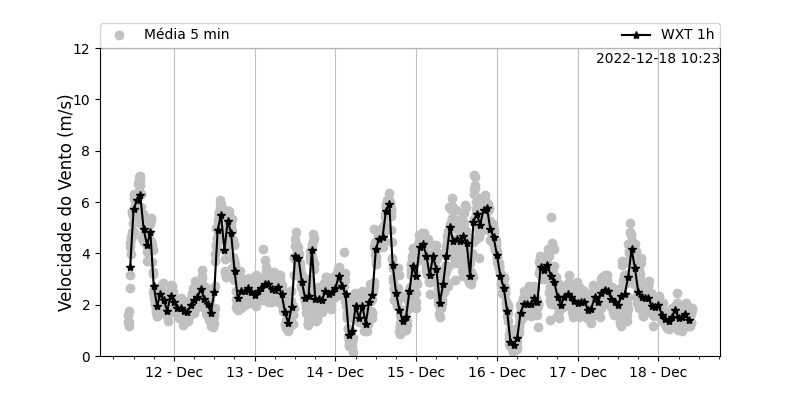 Média 5 min
WXT 1h
2022-12-18 10:23
Velocidade do Vento (m/s)
12
10
8
6
4
2
0
12 - Dec
13 - Dec
14 - Dec
15 - Dec
16 - Dec
17 - Dec
18 - Dec